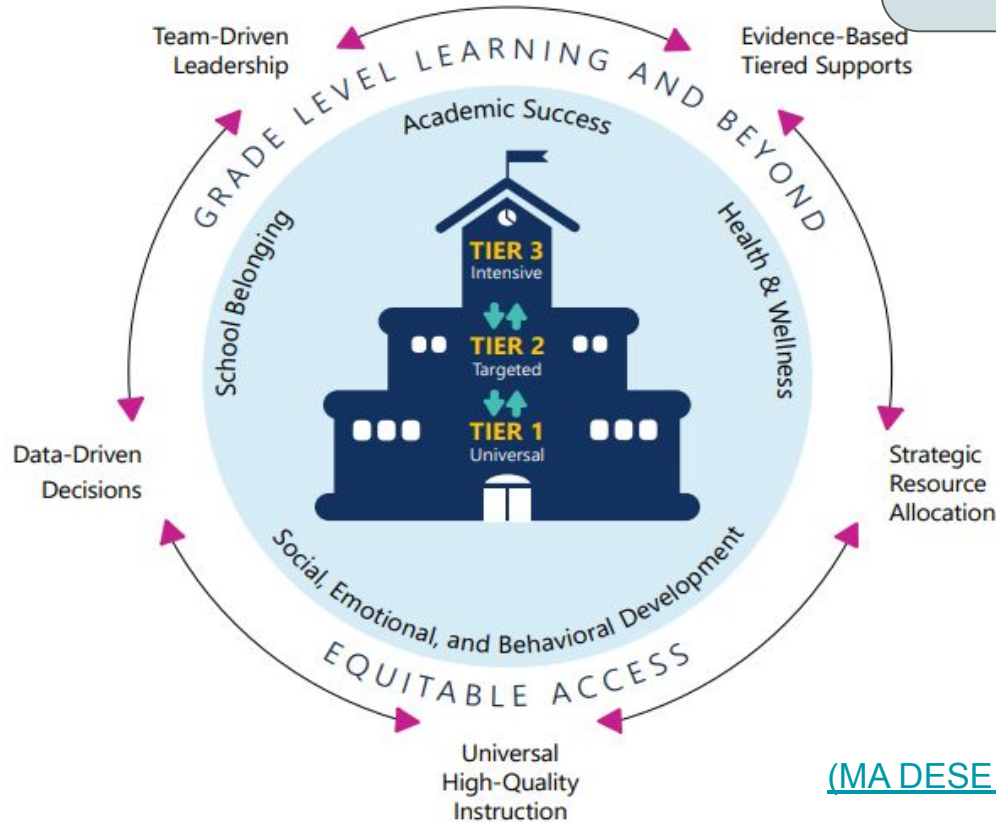 Team-Driven
Leadership
Evidence-Based
Tiered Supports
GRADE LEVEL LEARNING AND BEYOND
Academic Success
School Belonging
Health & Wellness
TIER 3
Intensive
TIER 2
Targeted
TIER 1
Universal
Data-Driven
Decisions
Strategic
Resource
Allocation
Social, Emotional, and Behavioral Development
EQUITABLE ACCESS
Universal
High-Quality
Instruction
(MA DESE